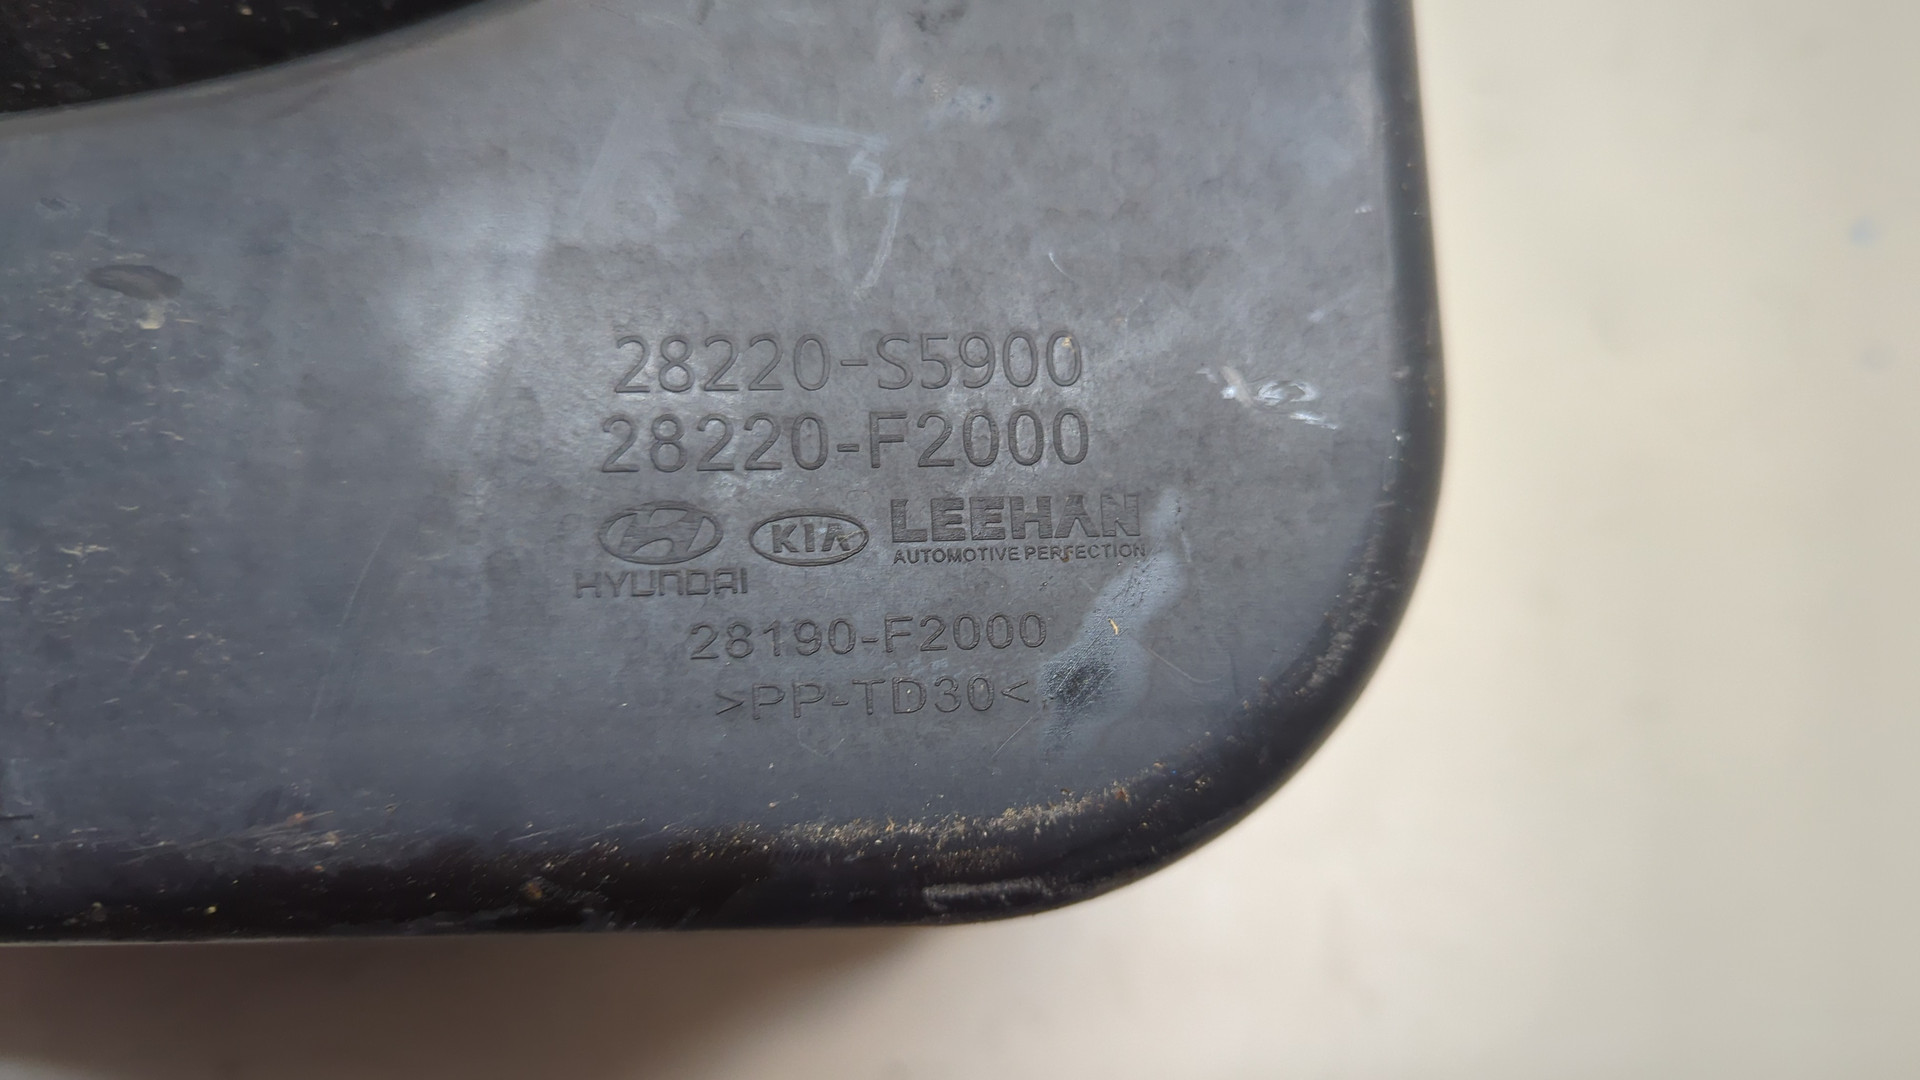 28220-S5900
28220-F2000
HYUNDAI KIA LEEHAN
AUTOMOTIVE PERFECTION
28190-F2000
>PP-TD30<